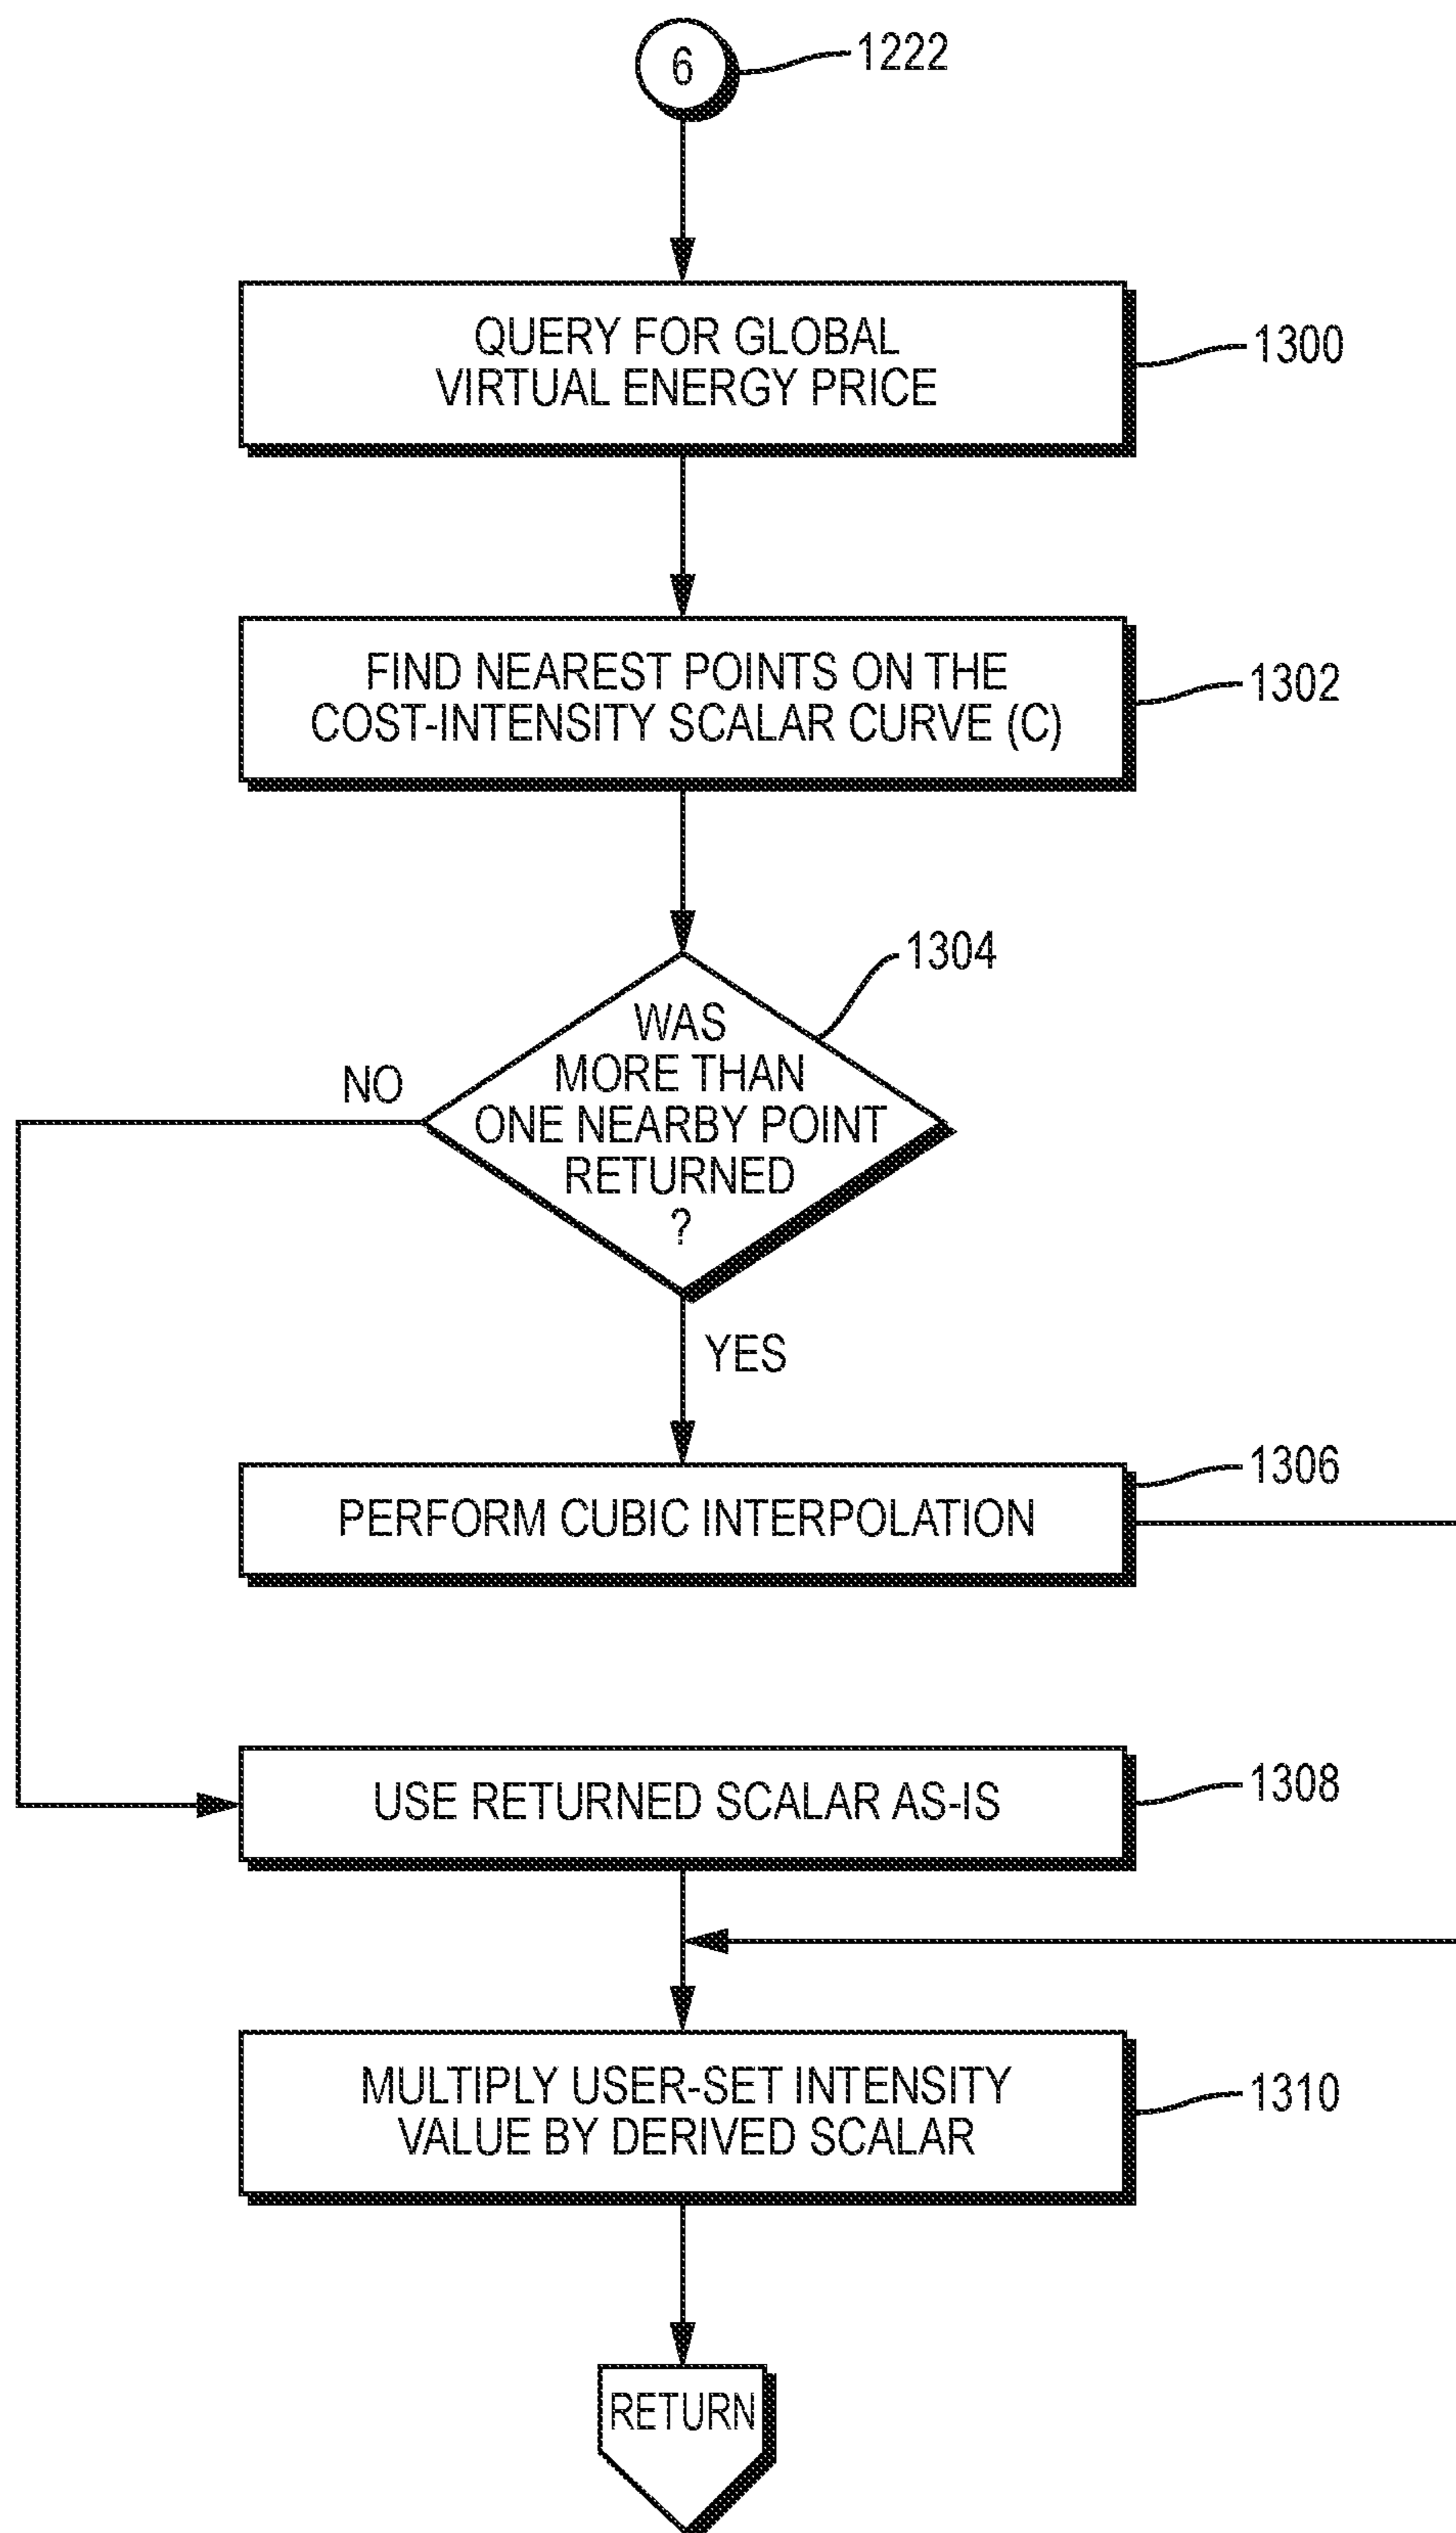 6
1222
QUERY FOR GLOBAL
VIRTUAL ENERGY PRICE
1300
FIND NEAREST POINTS ON THE
COST-INTENSITY SCALAR CURVE (C)
1302
1304
WAS
MORE THAN
ONE NEARBY POINT
RETURNED
?
NO
YES
PERFORM CUBIC INTERPOLATION
1306
USE RETURNED SCALAR AS-IS
1308
MULTIPLY USER-SET INTENSITY
VALUE BY DERIVED SCALAR
1310
RETURN